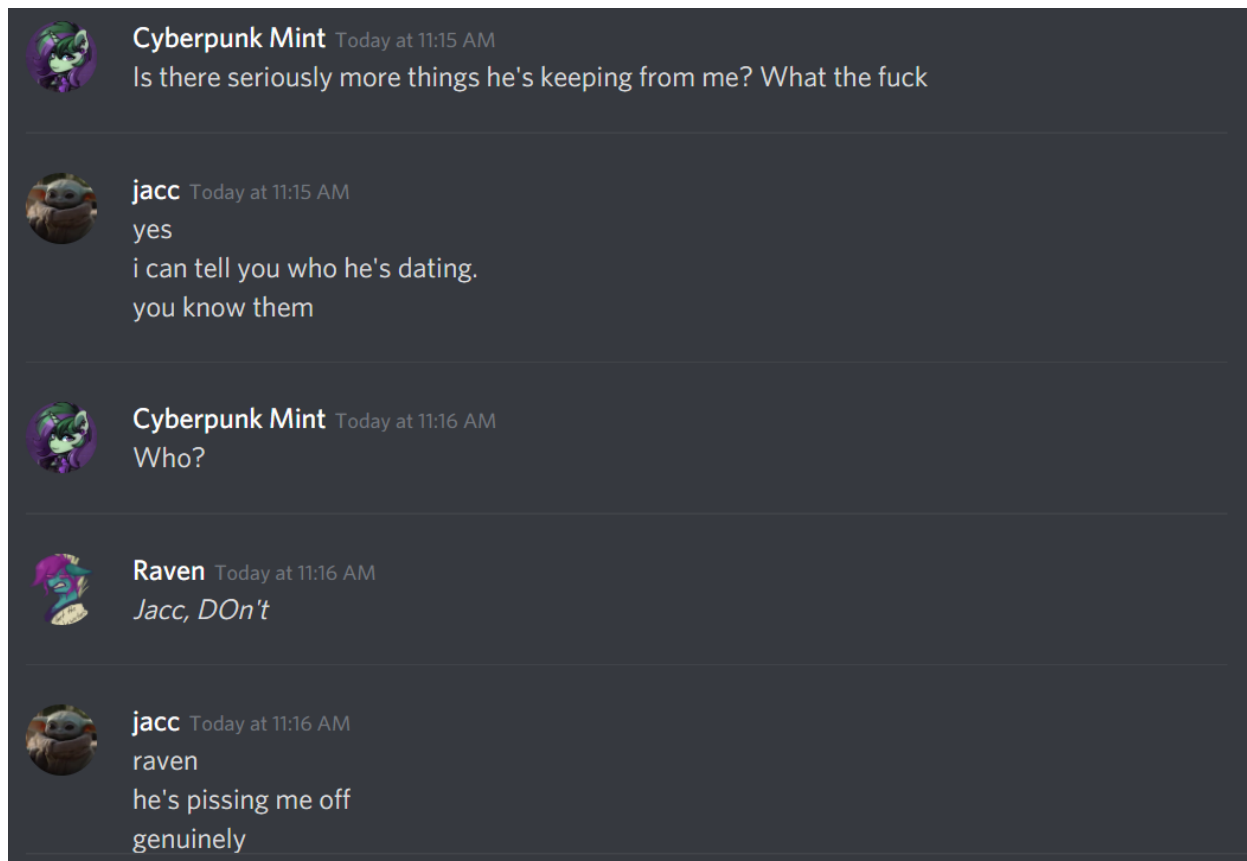 Cyberpunk Mint Today at 11:15 AM
Is there seriously more things he's keeping from me? What the fuck
jacc Today at 11:15 AM
yes
i can tell you who he's dating.
you know them
Cyberpunk Mint Today at 11:16 AM
Who?
Raven Today at 11:16 AM
Jacc, DOn't
jacc Today at 11:16 AM
raven
he's pissing me off
genuinely